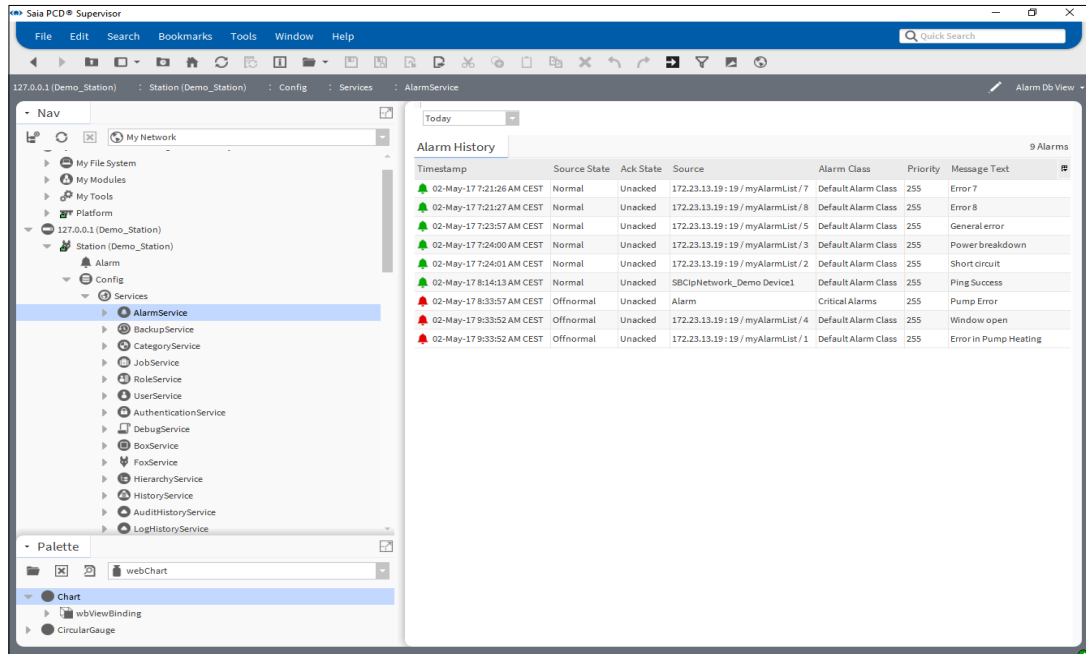 Saia PCD® Supervisor
File Edit Search Bookmarks Tools Window Help
Quick Search
127.0.0.1 (Demo_Station) : Station (Demo_Station) : Config : Services : AlarmService
Alarm Db View
Nav
My Network
My File System
My Modules
My Tools
Platform
127.0.0.1 (Demo_Station)
Station (Demo_Station)
Alarm
Config
Services
AlarmService
BackupService
CategoryService
JobService
RoleService
UserService
AuthenticationService
DebugService
BoxService
FoxService
HierarchyService
HistoryService
AuditHistoryService
LogHistoryService
Palette
webChart
Chart
wbViewBinding
CircularGauge
Today
Alarm History 9 Alarms
Timestamp Source State Ack State Source Alarm Class Priority Message Text
02-May-17 7:21:26 AM CEST Normal Unacked 172.23.13.19 : 19 / myAlarmList / 7 Default Alarm Class 255 Error 7
02-May-17 7:21:27 AM CEST Normal Unacked 172.23.13.19 : 19 / myAlarmList / 8 Default Alarm Class 255 Error 8
02-May-17 7:23:57 AM CEST Normal Unacked 172.23.13.19 : 19 / myAlarmList / 5 Default Alarm Class 255 General error
02-May-17 7:24:00 AM CEST Normal Unacked 172.23.13.19 : 19 / myAlarmList / 3 Default Alarm Class 255 Power breakdown
02-May-17 7:24:01 AM CEST Normal Unacked 172.23.13.19 : 19 / myAlarmList / 2 Default Alarm Class 255 Short circuit
02-May-17 8:14:13 AM CEST Normal Unacked SBCIpNetwork_Demo Device1 Default Alarm Class 255 Ping Success
02-May-17 8:33:57 AM CEST Offnormal Unacked Alarm Critical Alarms 255 Pump Error
02-May-17 9:33:52 AM CEST Offnormal Unacked 172.23.13.19 : 19 / myAlarmList / 4 Default Alarm Class 255 Window open
02-May-17 9:33:52 AM CEST Offnormal Unacked 172.23.13.19 : 19 / myAlarmList / 1 Default Alarm Class 255 Error in Pump Heating